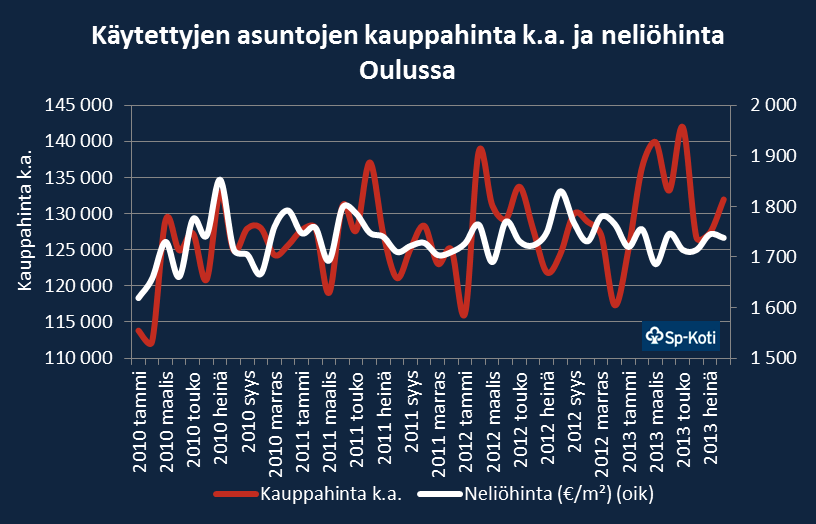 Käytettyjen asuntojen kauppahinta k.a. ja neliöhinta
Oulussa
145 000
140 000
135 000
130 000
125 000
120 000
115 000
110 000
Kauppahinta k.a.
2 000
1 900
1 800
1 700
1 600
1 500
Sp-Koti
2010 tammi
2010 maalis
2010 touko
2010 heinä
2010 syys
2010 marras
2011 tammi
2011 maalis
2011 touko
2011 heinä
2011 syys
2011 marras
2012 tammi
2012 maalis
2012 touko
2012 heinä
2012 syys
2012 marras
2013 tammi
2013 maalis
2013 touko
2013 heinä
Kauppahinta k.a.
Neliöhinta (€/m²) (oik)